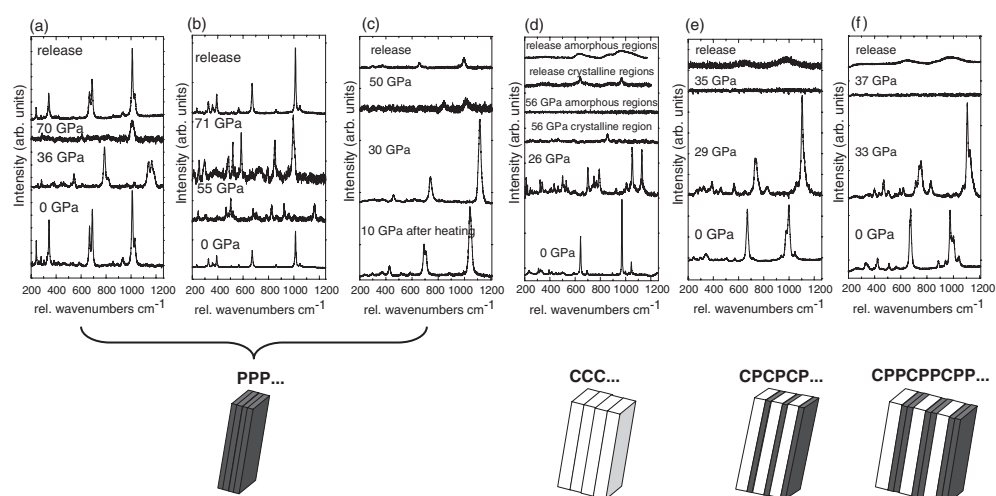 (a)
release
70 GPa
36 GPa
0 GPa
Intensity (arb. units)
200 400 600 800 1000 1200
rel. wavenumbers cm-1
(b)
release
71 GPa
55 GPa
0 GPa
Intensity (arb. units)
200 400 600 800 1000 1200
rel. wavenumbers cm-1
(c)
release
50 GPa
30 GPa
10 GPa after heating
Intensity (arb. units)
200 400 600 800 1000 1200
rel. wavenumbers cm-1
(d)
release amorphous regions
release crystalline regions
56 GPa amorphous regions
56 GPa crystalline region
26 GPa
0 GPa
Intensity (arb. units)
200 400 600 800 1000 1200
rel. wavenumbers cm-1
(e)
release
35 GPa
29 GPa
0 GPa
Intensity (arb. units)
200 400 600 800 1000 1200
rel. wavenumbers cm-1
(f)
release
37 GPa
33 GPa
0 GPa
Intensity (arb. units)
200 400 600 800 1000 1200
rel. wavenumbers cm-1
PPP...
CCC...
CPCPCP...
CPPCPPCPP...